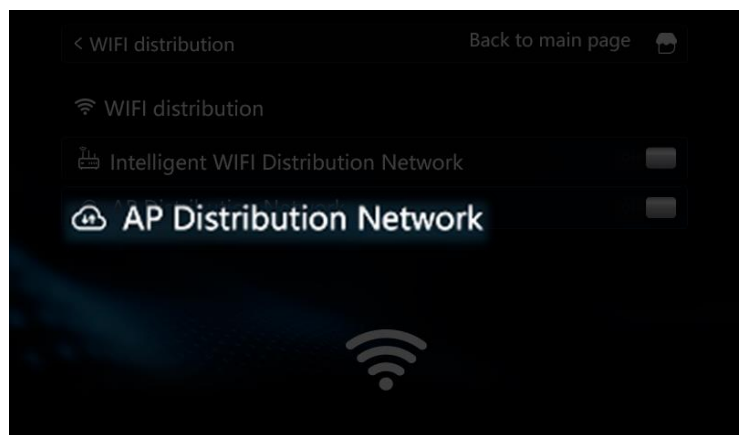 < WIFI distribution Back to main page
WIFI distribution
Intelligent WIFI Distribution Network
AP Distribution Network